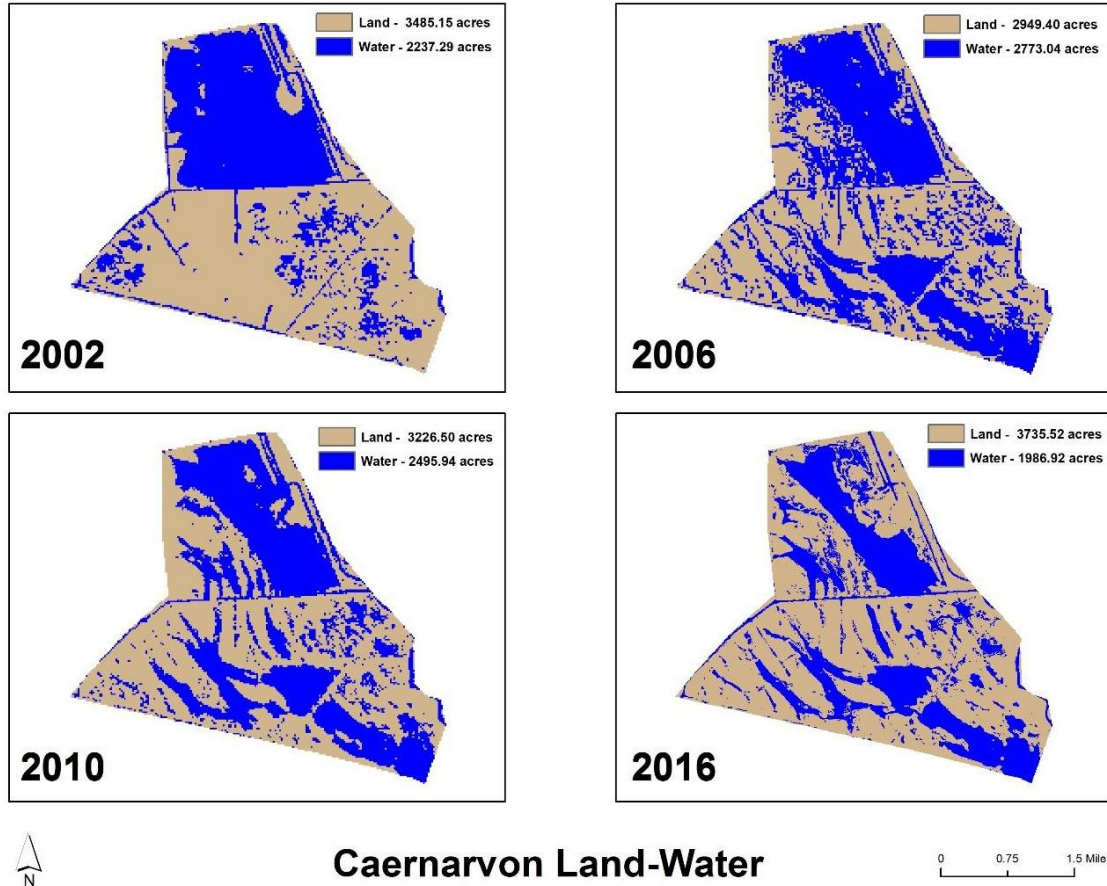 Land - 3485.15 acres
Water - 2237.29 acres
2002
Land - 2949.40 acres
Water - 2773.04 acres
2006
Land - 3226.50 acres
Water - 2495.94 acres
2010
Land - 3735.52 acres
Water - 1986.92 acres
2016
N
Caernarvon Land-Water
0 0.75 1.5 Mile